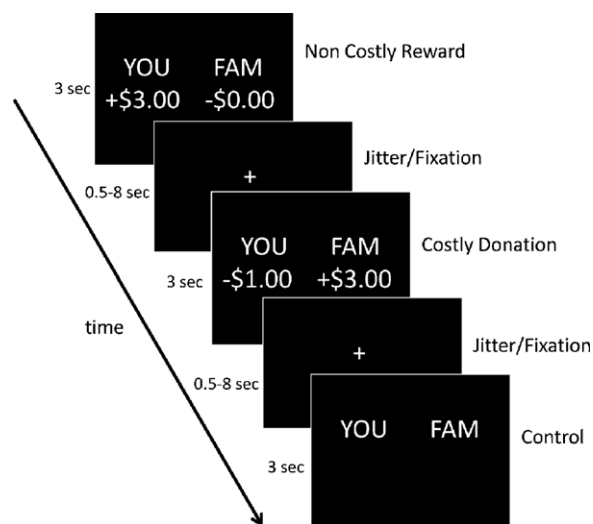 Non Costly Reward
YOU FAM
3 sec
+$3.00 -$0.00
Jitter/Fixation
+
0.5-8 sec
YOU FAM
Costly Donation
-$1.00 +$3.00
3 sec
time
Jitter/Fixation
+
0.5-8 sec
YOU FAM
Control
3 sec